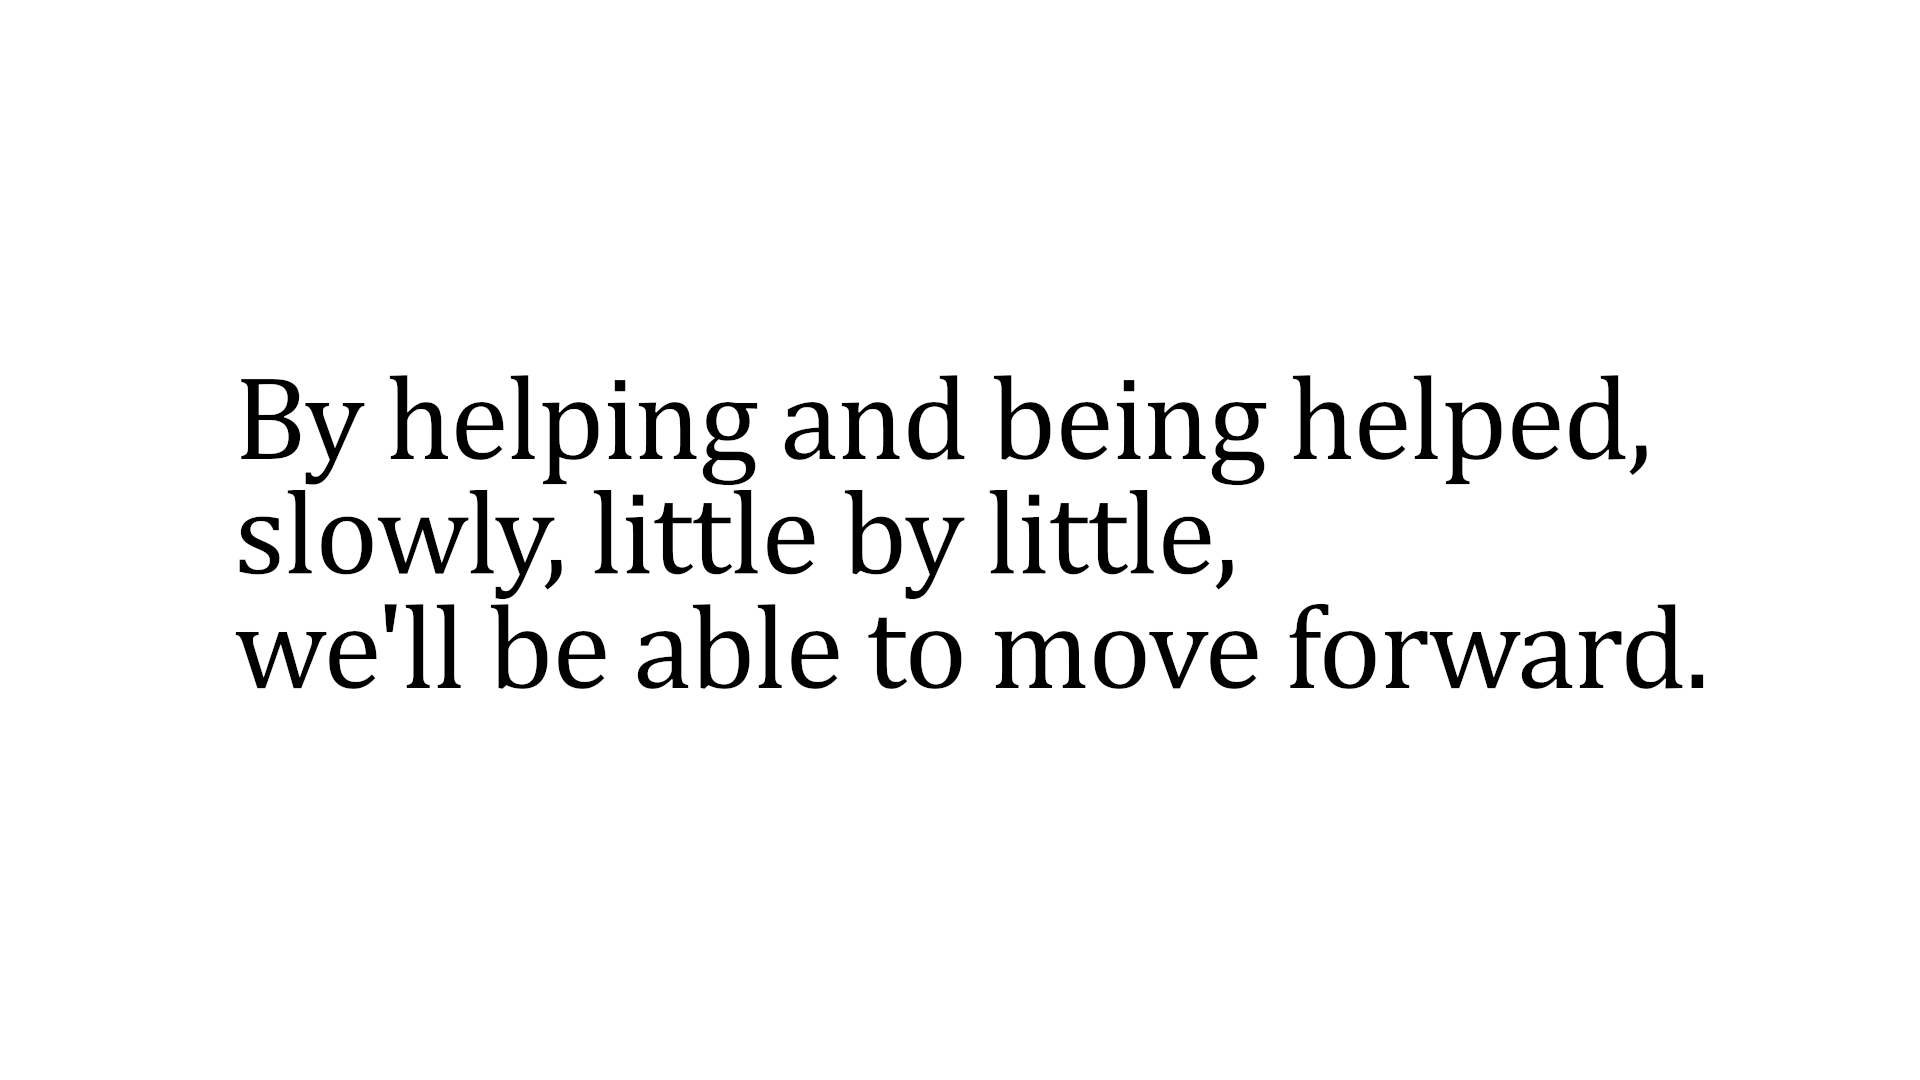 By helping and being helped,
slowly, little by little,
we'll be able to move forward.